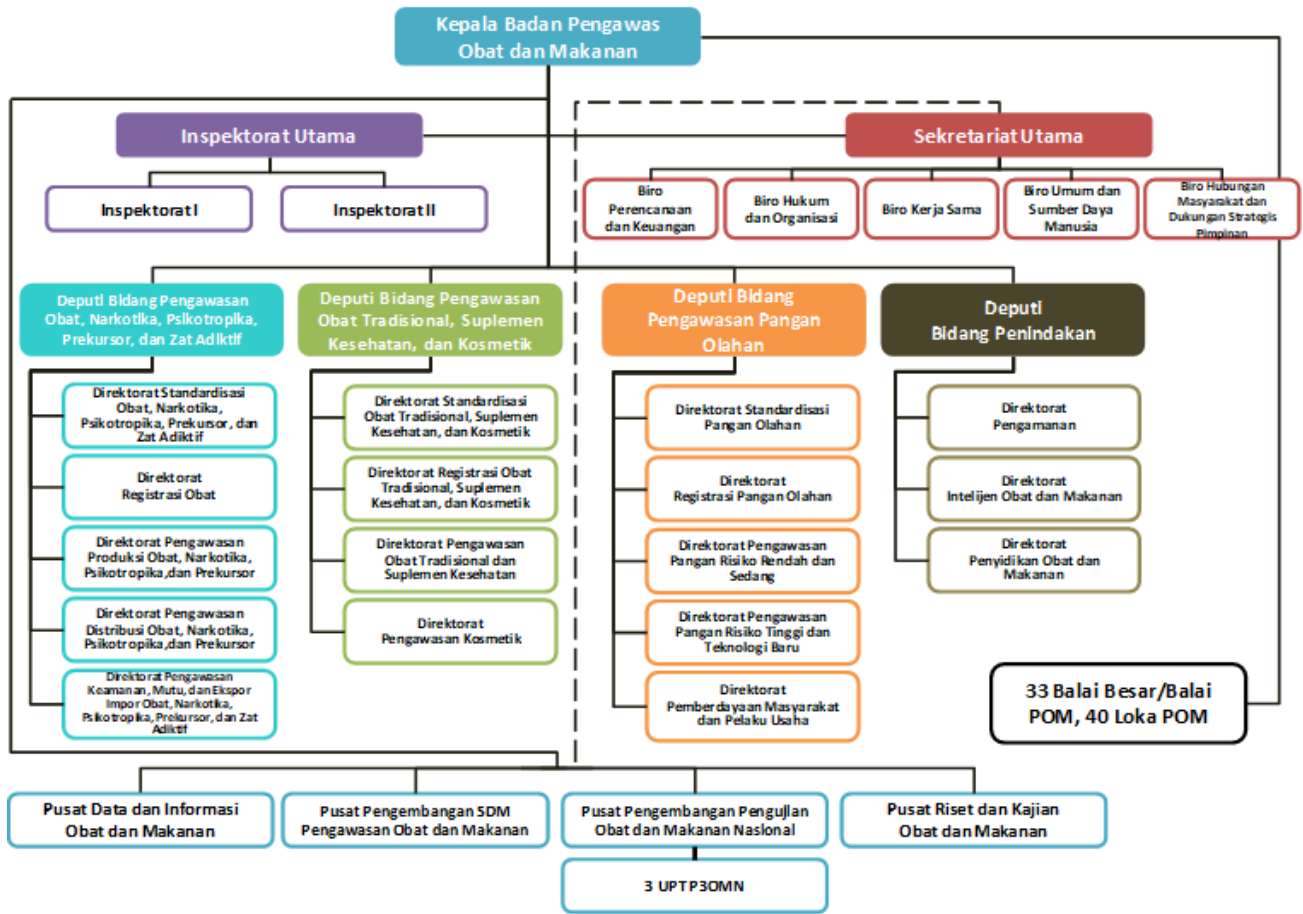 Kepala Badan Pengawas
Obat dan Makanan
Inspektorat Utama
Sekretariat Utama
Inspektorat I
Inspektorat II
Biro
Perencanaan
dan Keuangan
Biro Hukum
dan Organisasi
Biro Kerja Sama
Biro Umum dan
Sumber Daya
Manusia
Biro Hubungan
Masyarakat dan
Dukungan Strategis
Pimpinan
Deputi Bidang Pengawasan
Obat, Narkotika, Psikotropika,
Prekursor, dan Zat Adiktif
Deputi Bidang Pengawasan
Obat Tradisional, Suplemen
Kesehatan, dan Kosmetik
Deputi Bidang
Pengawasan Pangan
Olahan
Deputi
Bidang Penindakan
Direktorat Standardisasi
Obat, Narkotika,
Psikotropika, Prekursor, dan
Zat Adiktif
Direktorat
Registrasi Obat
Direktorat Pengawasan
Produksi Obat, Narkotika,
Psikotropika,dan Prekursor
Direktorat Pengawasan
Distribusi Obat, Narkotika,
Psikotropika,dan Prekursor
Direktorat Pengawasan
Keamanan, Mutu, dan Ekspor
Impor Obat, Narkotika,
Psikotropika, Prekursor, dan Zat
Adiktif
Direktorat Standardisasi
Obat Tradisional, Suplemen
Kesehatan, dan Kosmetik
Direktorat Registrasi Obat
Tradisional, Suplemen
Kesehatan, dan Kosmetik
Direktorat Pengawasan
Obat Tradisional dan
Suplemen Kesehatan
Direktorat
Pengawasan Kosmetik
Direktorat Standardisasi
Pangan Olahan
Direktorat
Registrasi Pangan Olahan
Direktorat Pengawasan
Pangan Risiko Rendah dan
Sedang
Direktorat Pengawasan
Pangan Risiko Tinggi dan
Teknologi Baru
Direktorat
Pemberdayaan Masyarakat
dan Pelaku Usaha
Direktorat
Pengamanan
Direktorat
Intelijen Obat dan Makanan
Direktorat
Penyidikan Obat dan
Makanan
33 Balai Besar/Balai
POM, 40 Loka POM
Pusat Data dan Informasi
Obat dan Makanan
Pusat Pengembangan SDM
Pengawasan Obat dan Makanan
Pusat Pengembangan Pengujian
Obat dan Makanan Nasional
Pusat Riset dan Kajian
Obat dan Makanan
3 UPT P3OMN